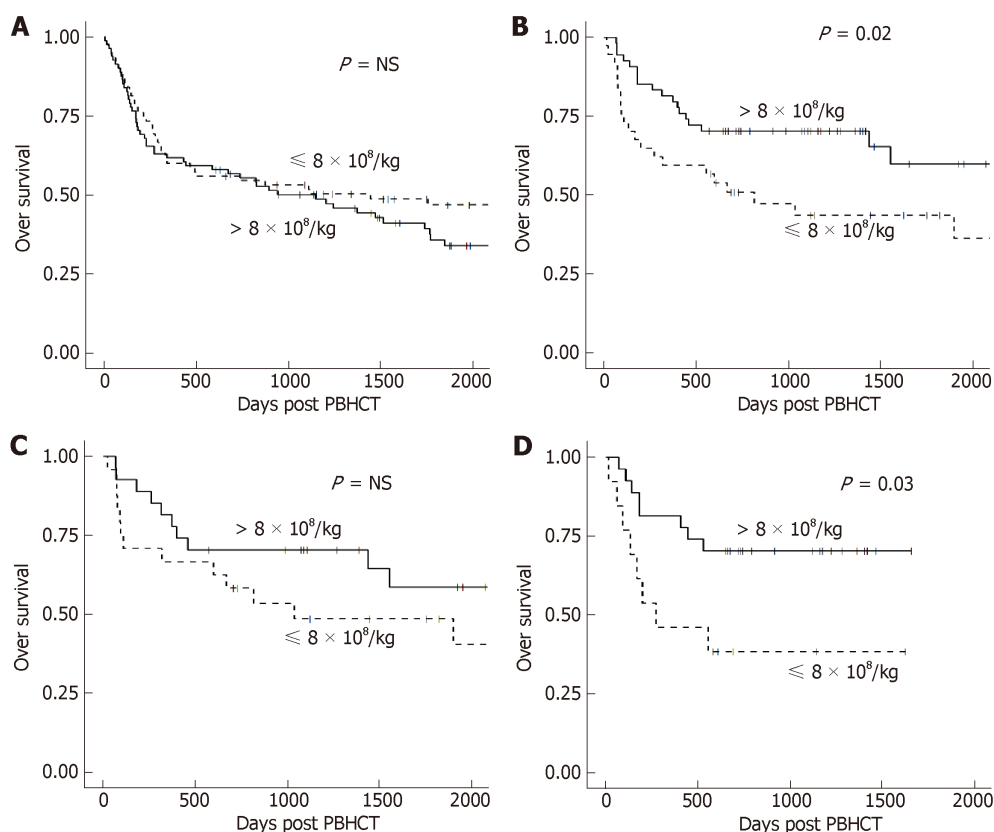 A
1.00
0.75
0.50
0.25
0.00
Over survival
P = NS
≤ 8 × 10⁸/kg
> 8 × 10⁸/kg
0 500 1000 1500 2000
Days post PBHCT
B
1.00
0.75
0.50
0.25
0.00
Over survival
P = 0.02
> 8 × 10⁸/kg
≤ 8 × 10⁸/kg
0 500 1000 1500 2000
Days post PBHCT
C
1.00
0.75
0.50
0.25
0.00
Over survival
P = NS
> 8 × 10⁸/kg
≤ 8 × 10⁸/kg
0 500 1000 1500 2000
Days post PBHCT
D
1.00
0.75
0.50
0.25
0.00
Over survival
P = 0.03
> 8 × 10⁸/kg
≤ 8 × 10⁸/kg
0 500 1000 1500 2000
Days post PBHCT